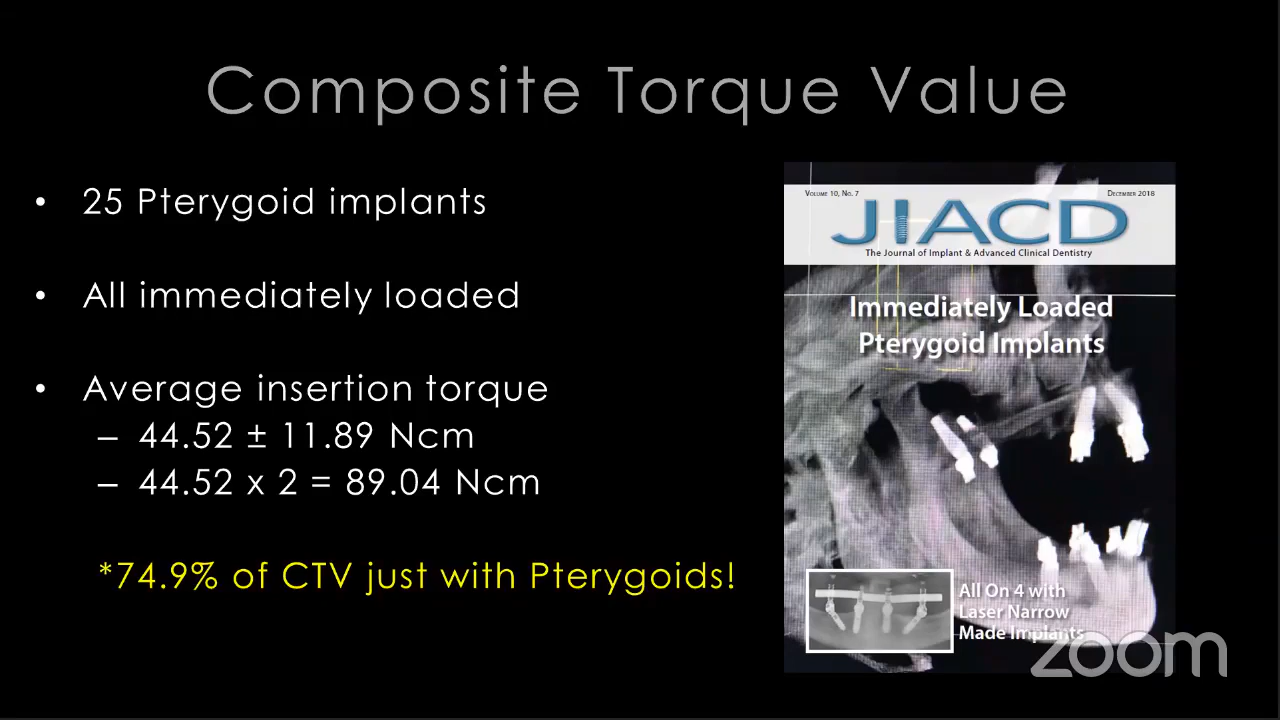 Composite Torque Value
• 25 Pterygoid implants
• All immediately loaded
• Average insertion torque
– 44.52 ± 11.89 Ncm
– 44.52 x 2 = 89.04 Ncm
*74.9% of CTV just with Pterygoids!
Volume 10, No. 7
December 2018
JIACD
The Journal of Implant & Advanced Clinical Dentistry
Immediately Loaded
Pterygoid Implants
All On 4 with
Laser Narrow
Made Implants
zoom